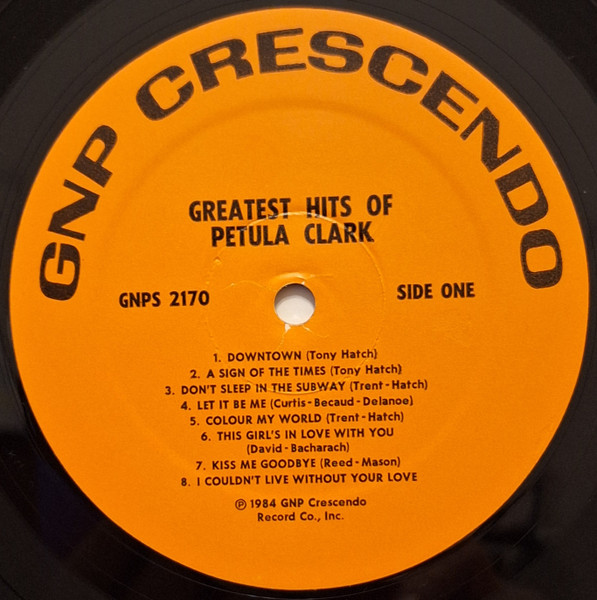 GNP CRESCENDO
GREATEST HITS OF
PETULA CLARK
GNPS 2170
SIDE ONE
1. DOWNTOWN (Tony Hatch)
2. A SIGN OF THE TIMES (Tony Hatch)
3. DON'T SLEEP IN THE SUBWAY (Trent-Hatch)
4. LET IT BE ME (Curtis-Becaud-Delanoe)
5. COLOUR MY WORLD (Trent-Hatch)
6. THIS GIRL'S IN LOVE WITH YOU
(David-Bacharach)
7. KISS ME GOODBYE (Reed-Mason)
8. I COULDN'T LIVE WITHOUT YOUR LOVE
℗ 1984 GNP Crescendo
Record Co., Inc.